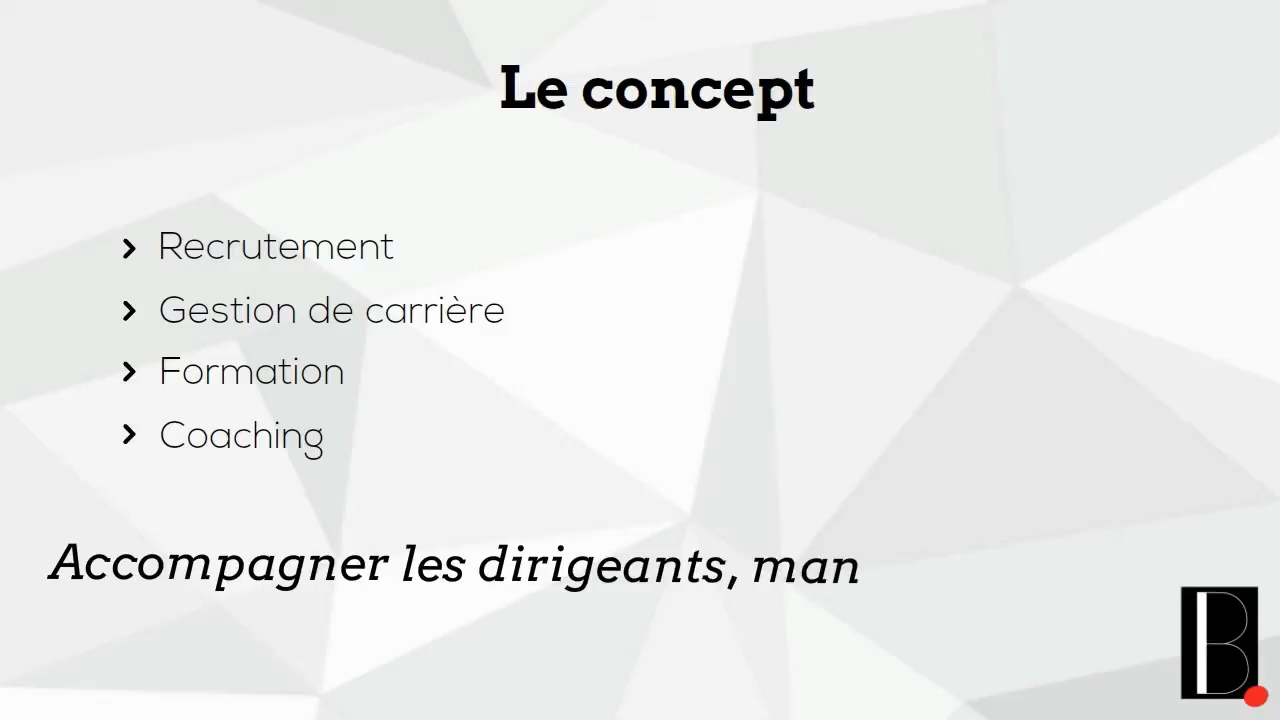 Le concept
Recrutement
Gestion de carrière
Formation
Coaching
Accompagner les dirigeants, man
B